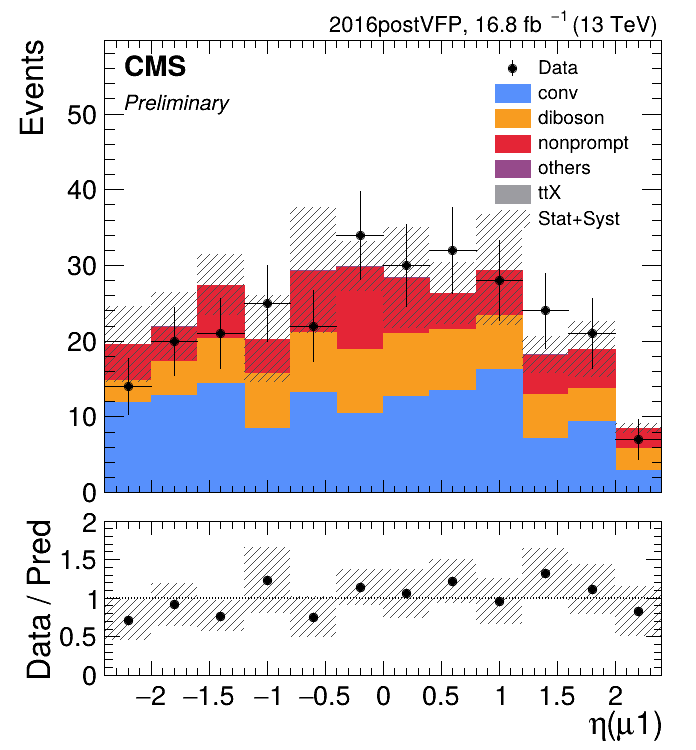 2016postVFP, 16.8 fb⁻¹ (13 TeV)
CMS
Preliminary
Data
conv
diboson
nonprompt
others
ttX
Stat+Syst
Events
50
40
30
20
10
0
Data / Pred
2
1.5
1
0.5
0
−2 −1.5 −1 −0.5 0 0.5 1 1.5 2
η(μ1)